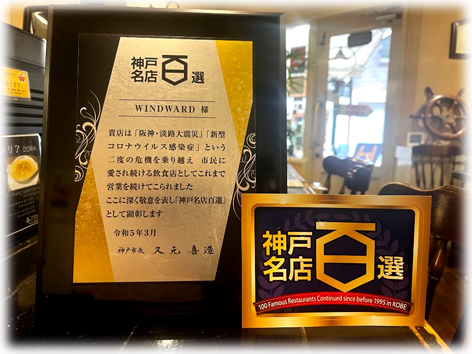 神戸
名店
百
選
WINDWARD 様
貴店は「阪神・淡路大震災」「新型
コロナウイルス感染症」という
二度の危機を乗り越え 市民に
愛され続ける飲食店としてこれまで
営業を続けてこられました
ここに深く敬意を表し「神戸名店百選」
として顕彰します
令和5年3月
神戸市長 久元 喜造
神戸
名店
百
選
100 Famous Restaurants Continued since before 1995 in KOBE
DORIA